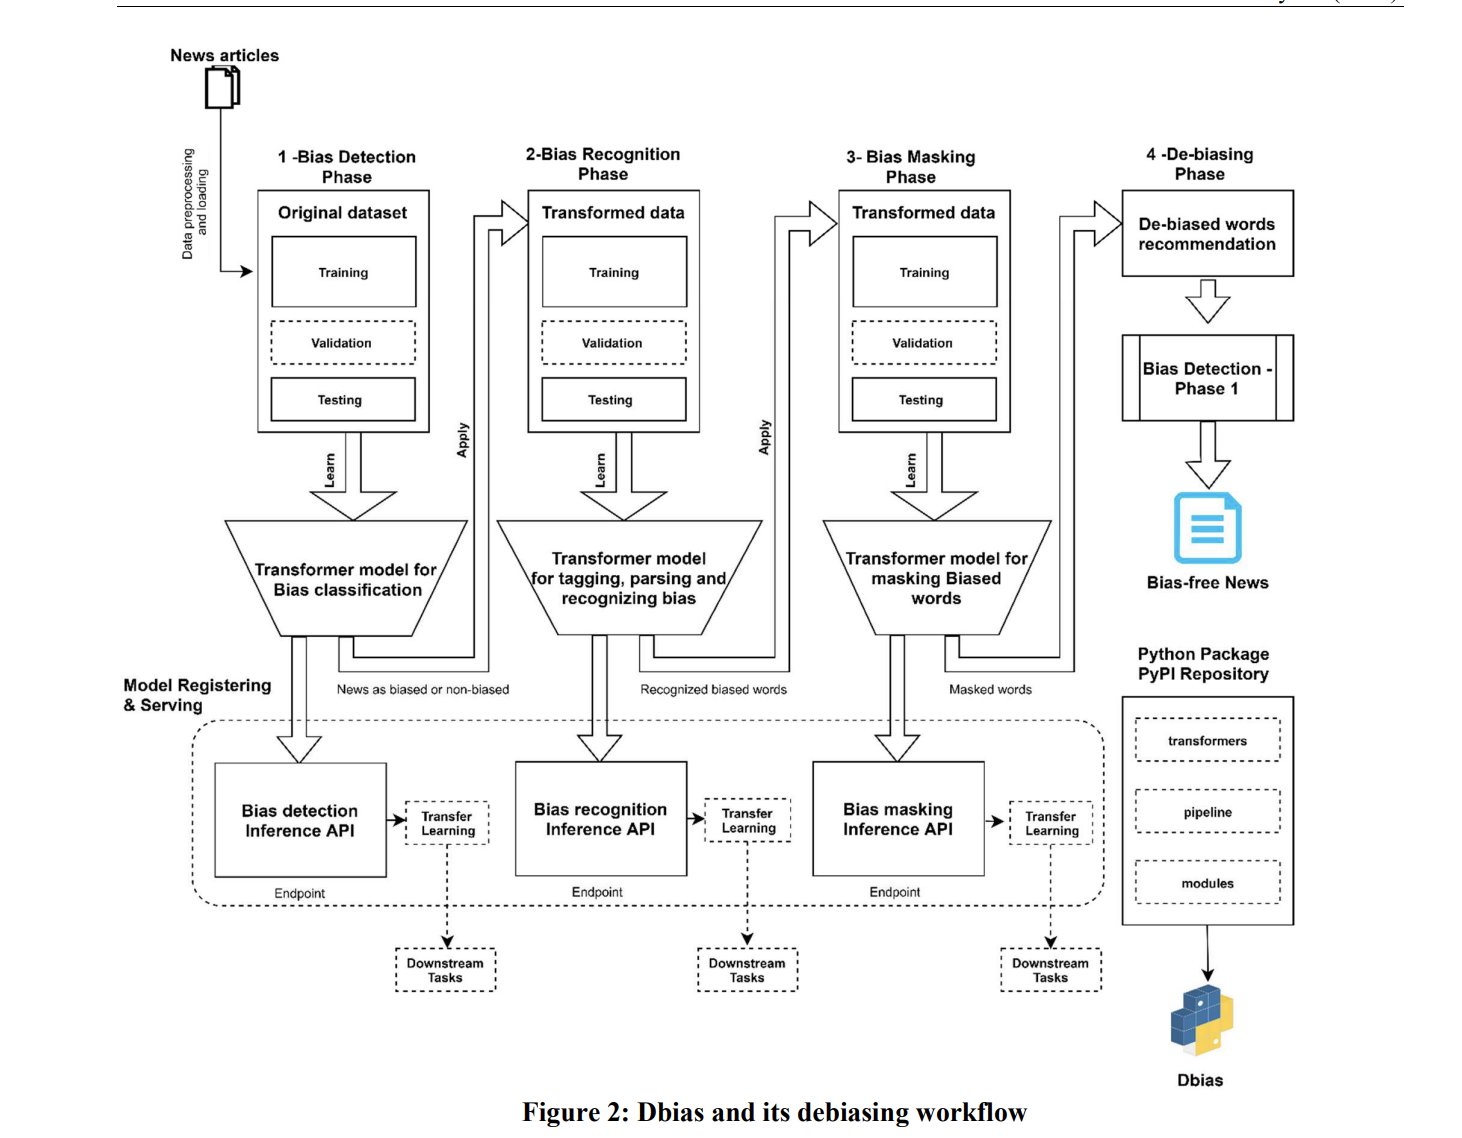 News articles
Data preprocessing
and loading
1 -Bias Detection
Phase
Original dataset
Training
Validation
Testing
Learn
Transformer model for
Bias classification
News as biased or non-biased
Apply
2-Bias Recognition
Phase
Transformed data
Training
Validation
Testing
Learn
Transformer model
for tagging, parsing and
recognizing bias
Recognized biased words
Apply
3- Bias Masking
Phase
Transformed data
Training
Validation
Testing
Learn
Transformer model for
masking Biased
words
Masked words
4 -De-biasing
Phase
De-biased words
recommendation
Bias Detection -
Phase 1
Bias-free News
Model Registering
& Serving
Bias detection
Inference API
Endpoint
Transfer
Learning
Downstream
Tasks
Bias recognition
Inference API
Endpoint
Transfer
Learning
Downstream
Tasks
Bias masking
Inference API
Endpoint
Transfer
Learning
Downstream
Tasks
Python Package
PyPI Repository
transformers
pipeline
modules
Dbias
Figure 2: Dbias and its debiasing workflow